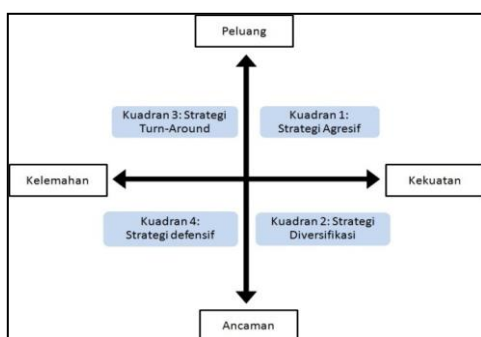 Peluang
Kuadran 3: Strategi
Turn-Around
Kuadran 1:
Strategi Agresif
Kelemahan
Kekuatan
Kuadran 4:
Strategi defensif
Kuadran 2: Strategi
Diversifikasi
Ancaman